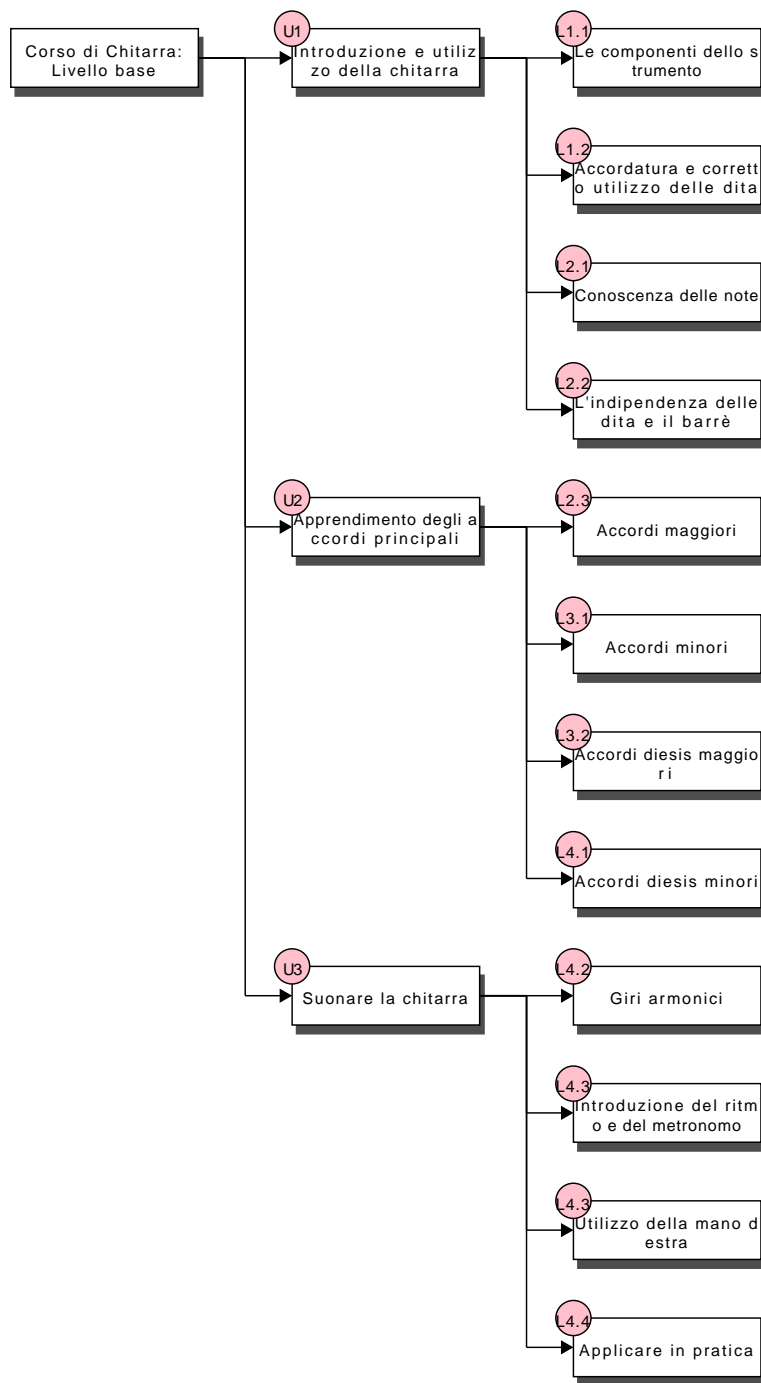 U1
L1.1
Corso di Chitarra:
Livello base
Introduzione e utiliz
zo della chitarra
Le componenti dello s
trumento
L1.2
Accordatura e corrett
o utilizzo delle dita
L2.1
Conoscenza delle note
L2.2
L'indipendenza delle
dita e il barrè
U2
L2.3
Apprendimento degli a
ccordi principali
Accordi maggiori
L3.1
Accordi minori
L3.2
Accordi diesis maggio
ri
L4.1
Accordi diesis minori
U3
L4.2
Suonare la chitarra
Giri armonici
L4.3
Introduzione del ritm
o e del metronomo
L4.3
Utilizzo della mano d
estra
L4.4
Applicare in pratica